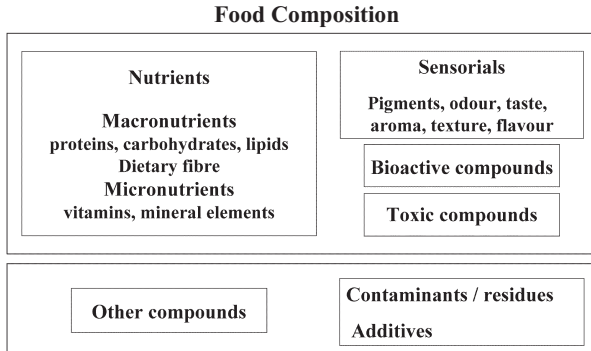 Food Composition
Nutrients
Macronutrients
proteins, carbohydrates, lipids
Dietary fibre
Micronutrients
vitamins, mineral elements
Sensorials
Pigments, odour, taste,
aroma, texture, flavour
Bioactive compounds
Toxic compounds
Other compounds
Contaminants / residues
Additives